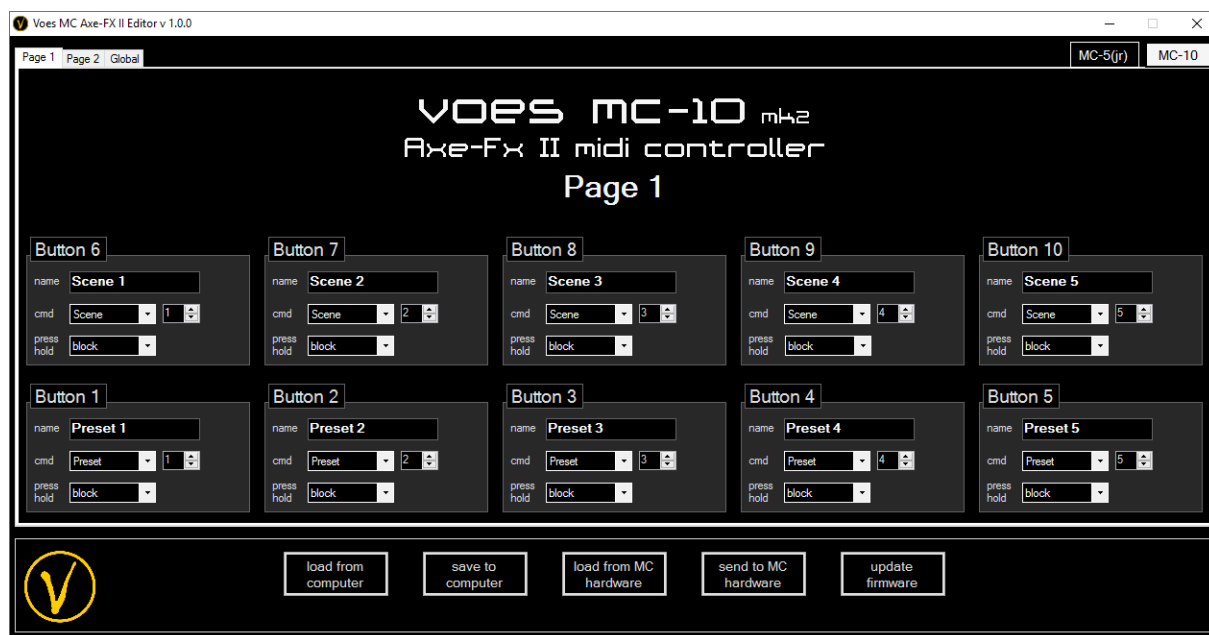 Voes MC Axe-FX II Editor v 1.0.0
Page 1 Page 2 Global MC-5(jr) MC-10
VOES MC-10 mk2
Axe-Fx II midi controller
Page 1
Button 6 Button 7 Button 8 Button 9 Button 10
name Scene 1 name Scene 2 name Scene 3 name Scene 4 name Scene 5
cmd Scene 1 cmd Scene 2 cmd Scene 3 cmd Scene 4 cmd Scene 5
press hold block press hold block press hold block press hold block press hold block
Button 1 Button 2 Button 3 Button 4 Button 5
name Preset 1 name Preset 2 name Preset 3 name Preset 4 name Preset 5
cmd Preset 1 cmd Preset 2 cmd Preset 3 cmd Preset 4 cmd Preset 5
press hold block press hold block press hold block press hold block press hold block
V
load from computer save to computer load from MC hardware send to MC hardware update firmware